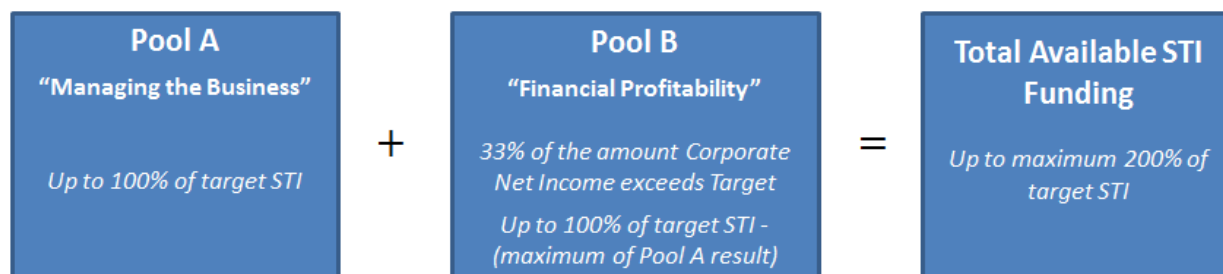 Pool A
“Managing the Business”
Up to 100% of target STI
+
Pool B
“Financial Profitability”
33% of the amount Corporate
Net Income exceeds Target
Up to 100% of target STI -
(maximum of Pool A result)
=
Total Available STI
Funding
Up to maximum 200% of
target STI